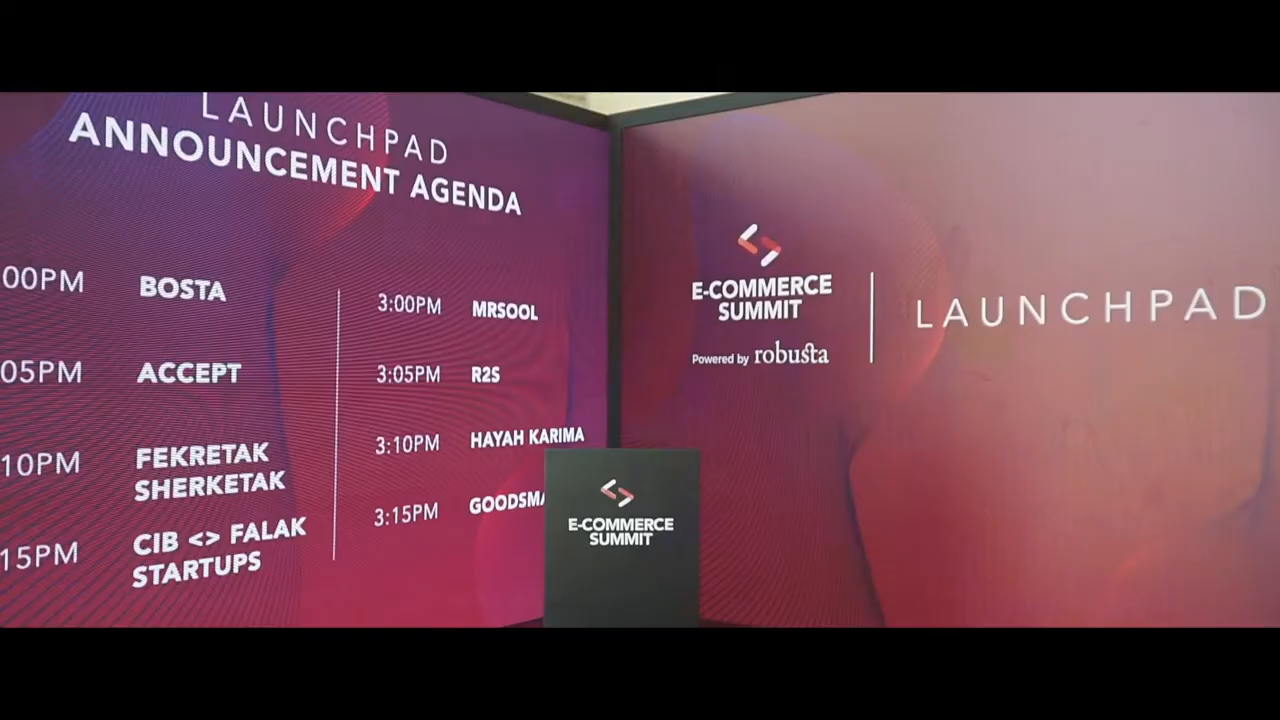 LAUNCHPAD
ANNOUNCEMENT AGENDA
00PM BOSTA
05PM ACCEPT
10PM FEKRETAK
SHERKETAK
15PM CIB <> FALAK
STARTUPS
3:00PM MRSOOL
3:05PM R2S
3:10PM HAYAH KARIMA
3:15PM GOODSMA
E-COMMERCE
SUMMIT
Powered by robusta
LAUNCHPAD
E-COMMERCE
SUMMIT